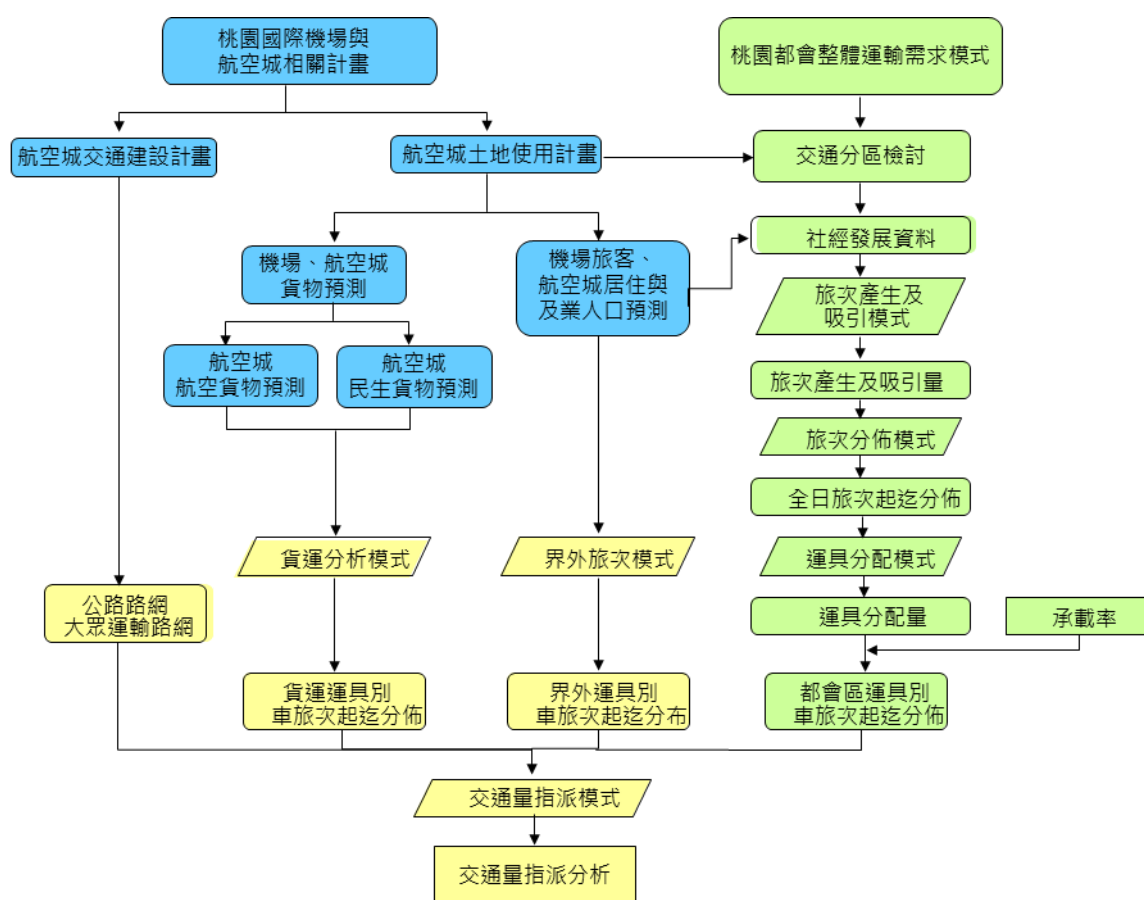 桃園國際機場與
航空城相關計畫
桃園都會整體運輸需求模式
航空城交通建設計畫
航空城土地使用計畫
交通分區檢討
社經發展資料
機場、航空城
貨物預測
機場旅客、
航空城居住與
及業人口預測
旅次產生及
吸引模式
航空城
航空貨物預測
航空城
民生貨物預測
旅次產生及吸引量
旅次分佈模式
全日旅次起迄分佈
貨運分析模式
界外旅次模式
運具分配模式
公路路網
大眾運輸路網
運具分配量
承載率
貨運運具別
車旅次起迄分佈
界外運具別
車旅次起迄分布
都會區運具別
車旅次起迄分佈
交通量指派模式
交通量指派分析